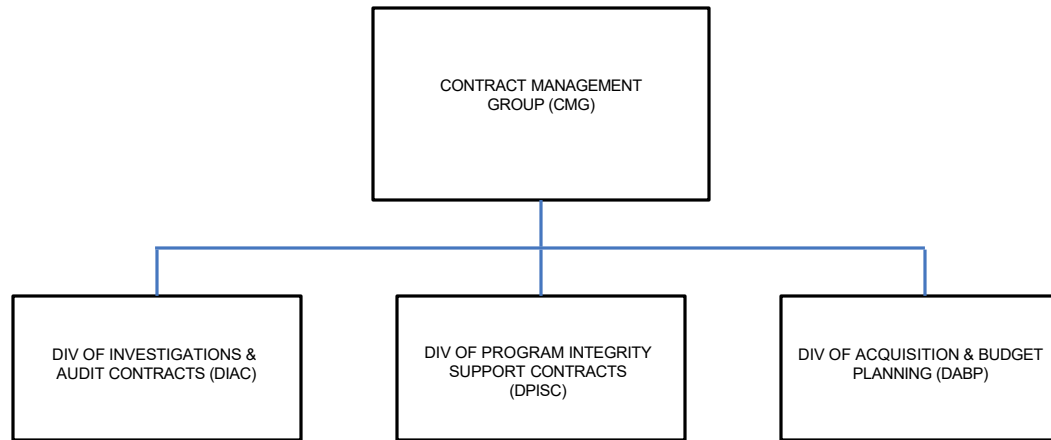 CONTRACT MANAGEMENT
GROUP (CMG)
DIV OF INVESTIGATIONS &
AUDIT CONTRACTS (DIAC)
DIV OF PROGRAM INTEGRITY
SUPPORT CONTRACTS
(DPISC)
DIV OF ACQUISITION & BUDGET
PLANNING (DABP)